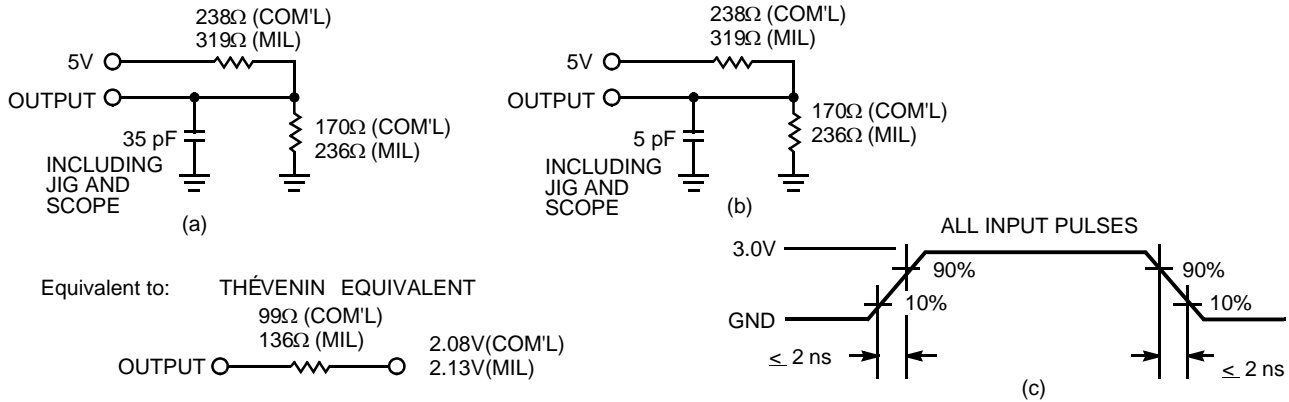 238Ω (COM'L)
319Ω (MIL)
5V
OUTPUT
35 pF
170Ω (COM'L)
236Ω (MIL)
INCLUDING
JIG AND
SCOPE
(a)
238Ω (COM'L)
319Ω (MIL)
5V
OUTPUT
5 pF
170Ω (COM'L)
236Ω (MIL)
INCLUDING
JIG AND
SCOPE
(b)
Equivalent to: THÉVENIN EQUIVALENT
99Ω (COM'L)
136Ω (MIL)
OUTPUT
2.08V(COM'L)
2.13V(MIL)
ALL INPUT PULSES
3.0V
90%
10%
GND
≤ 2 ns
90%
10%
≤ 2 ns
(c)